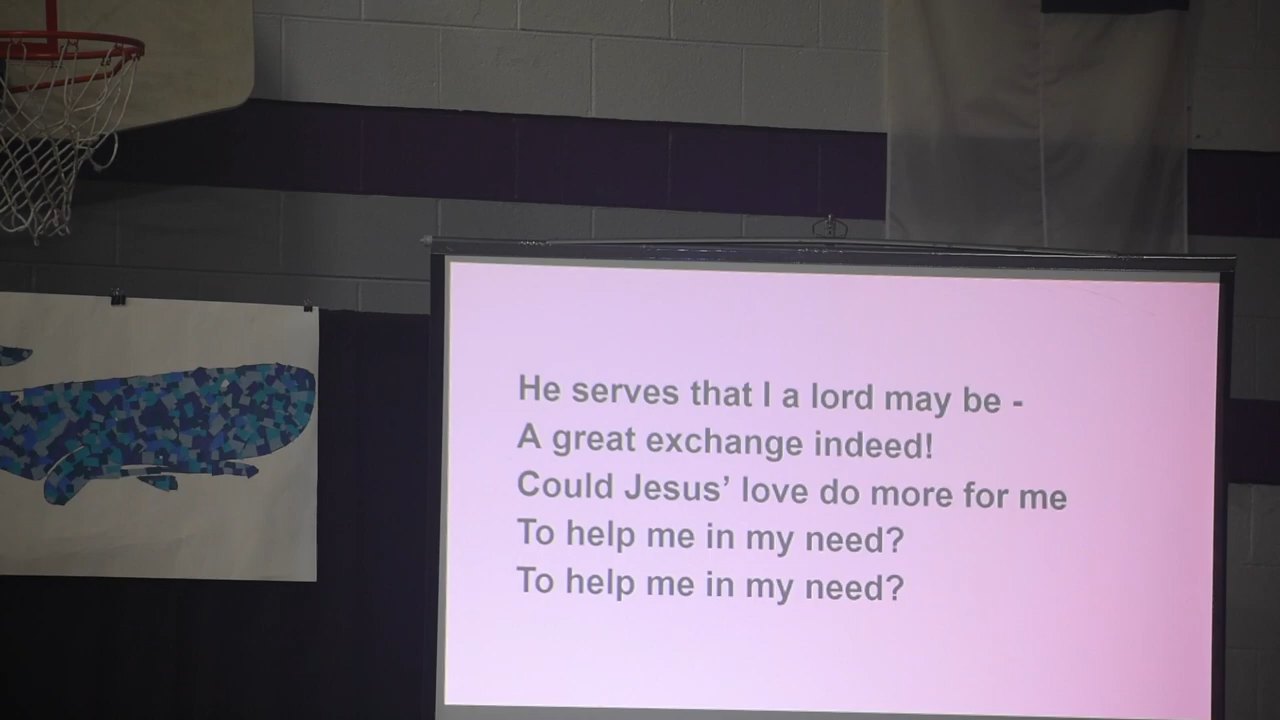 He serves that I a lord may be -
A great exchange indeed!
Could Jesus’ love do more for me
To help me in my need?
To help me in my need?